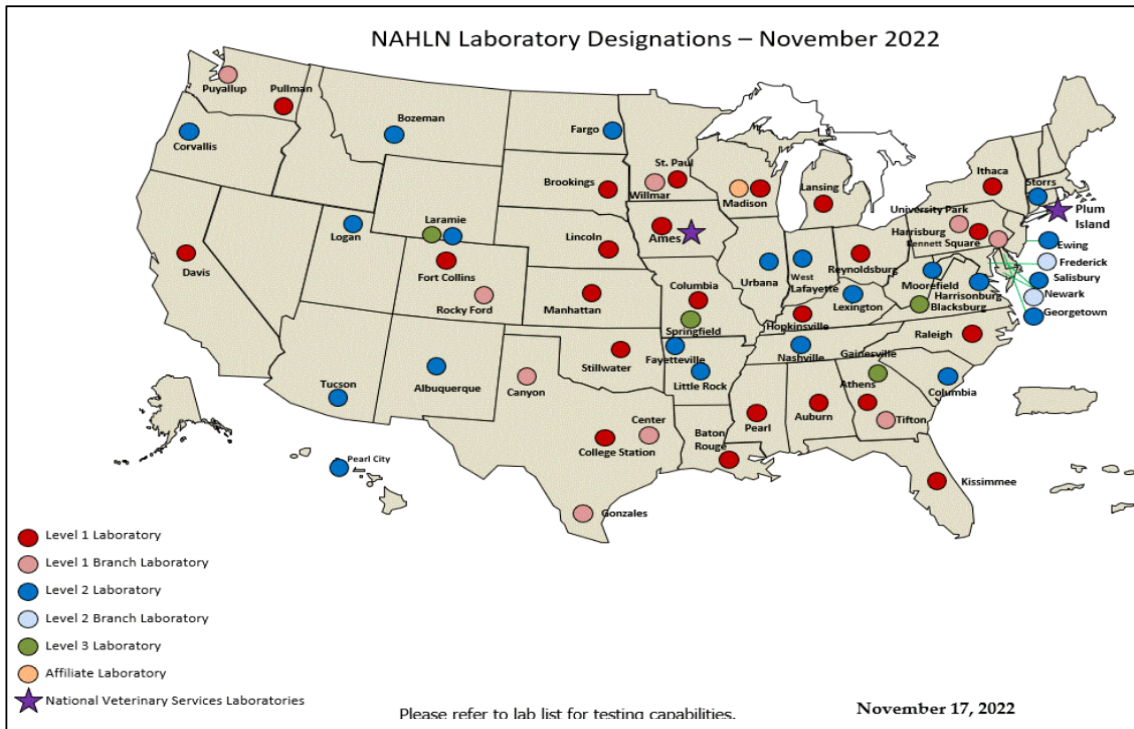 NAHLN Laboratory Designations – November 2022
Puyallup
Pullman
Corvallis
Bozeman
Fargo
St. Paul
Willmar
Brookings
Madison
Lansing
Ithaca
Storrs
Plum
Island
University Park
Harrisburg
Kennett Square
Ewing
Frederick
Salisbury
Newark
Georgetown
Logan
Laramie
Lincoln
Ames
Davis
Fort Collins
Rocky Ford
Manhattan
Columbia
Springfield
Urbana
West
Lafayette
Reynoldsburg
Moorefield
Harrisonburg
Blacksburg
Lexington
Hopkinsville
Raleigh
Nashville
Gainesville
Stillwater
Fayetteville
Little Rock
Tucson
Albuquerque
Canyon
Athens
Columbia
Tifton
Pearl
Auburn
Center
College Station
Baton
Rouge
Pearl City
Kissimmee
Gonzales
Level 1 Laboratory
Level 1 Branch Laboratory
Level 2 Laboratory
Level 2 Branch Laboratory
Level 3 Laboratory
Affiliate Laboratory
National Veterinary Services Laboratories
Please refer to lab list for testing capabilities.
November 17, 2022